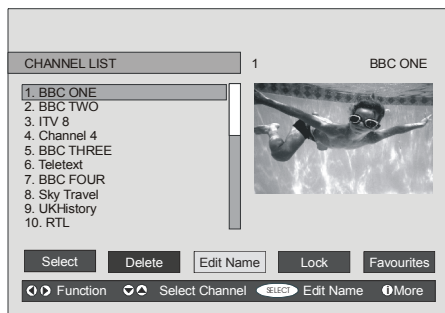 CHANNEL LIST
1 BBC ONE
1. BBC ONE
2. BBC TWO
3. ITV 8
4. Channel 4
5. BBC THREE
6. Teletext
7. BBC FOUR
8. Sky Travel
9. UKHistory
10. RTL
Select Delete Edit Name Lock Favourites
Function Select Channel SELECT Edit Name i More